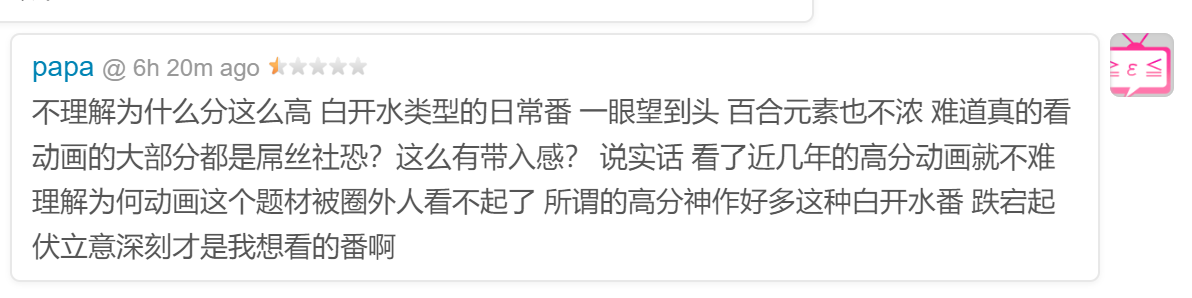 papa @ 6h 20m ago
不理解为什么分这么高 白开水类型的日常番 一眼望到头 百合元素也不浓 难道真的看
动画的大部分都是屌丝社恐？这么有带入感？ 说实话 看了近几年的高分动画就不难
理解为何动画这个题材被圈外人看不起了 所谓的高分神作好多这种白开水番 跌宕起
伏立意深刻才是我想看的番啊
≧ ε ≦